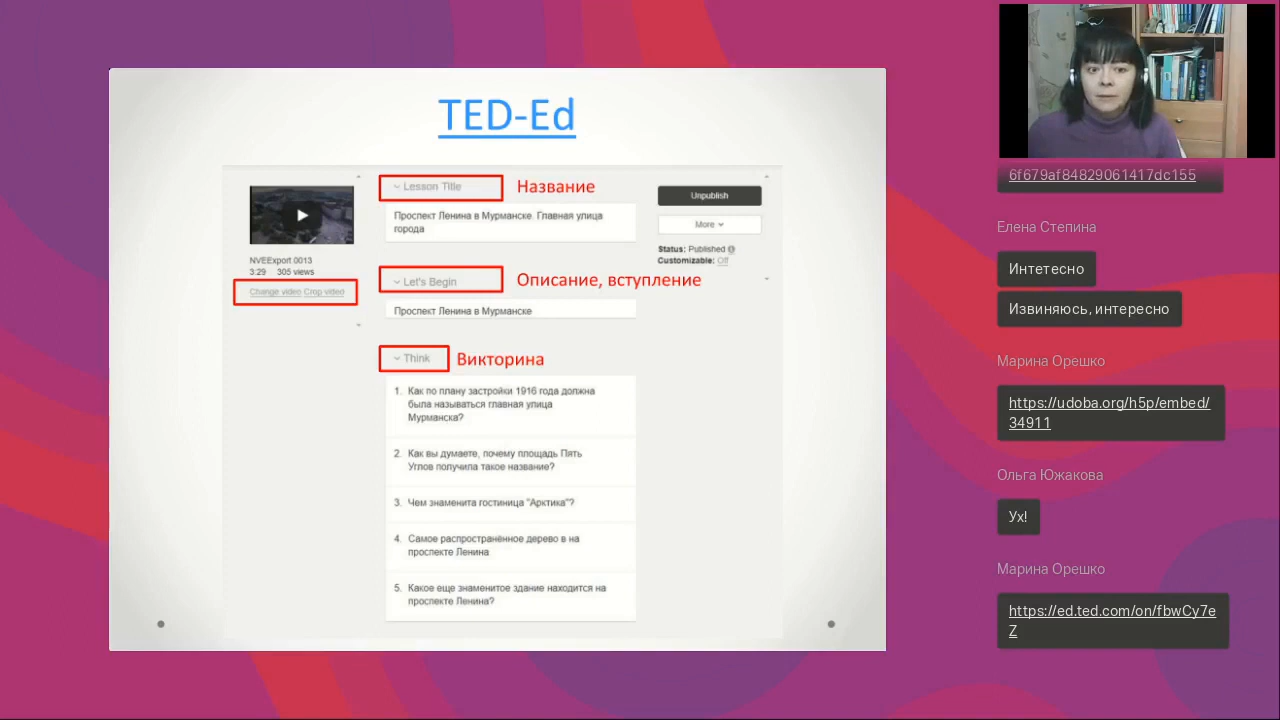 TED-Ed
Lesson Title
Название
Проспект Ленина в Мурманске. Главная улица
города
NVEExport 0013
3:29 305 views
Change video Crop video
Let's Begin
Описание, вступление
Проспект Ленина в Мурманске
Think
Викторина
1. Как по плану застройки 1916 года должна
была называться главная улица
Мурманска?
2. Как вы думаете, почему площадь Пять
Углов получила такое название?
3. Чем знаменита гостиница "Арктика"?
4. Самое распространённое дерево в на
проспекте Ленина
5. Какое еще знаменитое здание находится на
проспекте Ленина?
Unpublish
More
Status: Published
Customizable: Off
6f679af84829061417dc155
Елена Степина
Интетесно
Извиняюсь, интересно
Марина Орешко
https://udoba.org/h5p/embed/
34911
Ольга Южакова
Ух!
Марина Орешко
https://ed.ted.com/on/fbwCy7e
Z